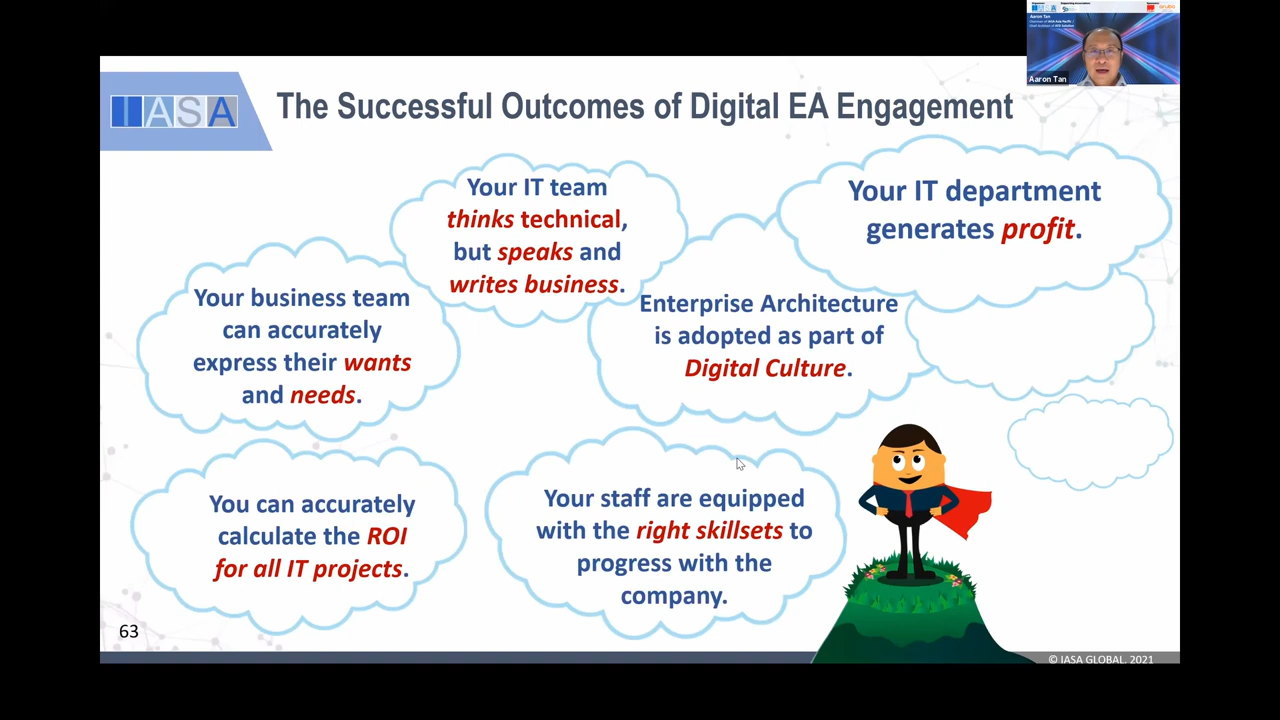 Aaron Tan
Aaron Tan
IASA
The Successful Outcomes of Digital EA Engagement
Your IT team
thinks technical,
but speaks and
writes business.
Your IT department
generates profit.
Your business team
can accurately
express their wants
and needs.
Enterprise Architecture
is adopted as part of
Digital Culture.
You can accurately
calculate the ROI
for all IT projects.
Your staff are equipped
with the right skillsets to
progress with the
company.
63
© IASA GLOBAL, 2021